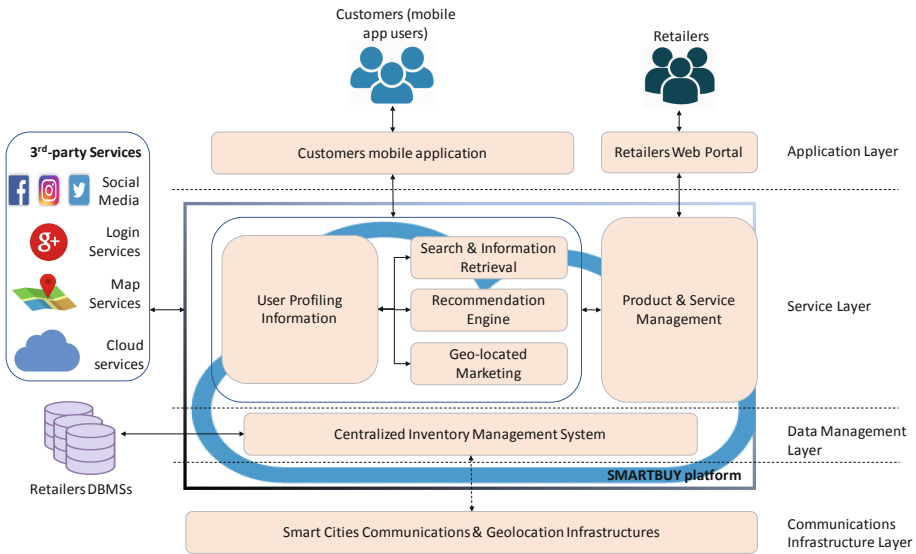 Customers (mobile
app users)
Retailers
3rd-party Services
Social
Media
g+
Login
Services
Map
Services
Cloud
services
Customers mobile application
Retailers Web Portal
Application Layer
User Profiling
Information
Search & Information
Retrieval
Recommendation
Engine
Geo-located
Marketing
Product & Service
Management
Service Layer
Centralized Inventory Management System
Data Management
Layer
Retailers DBMSs
SMARTBUY platform
Smart Cities Communications & Geolocation Infrastructures
Communications
Infrastructure Layer